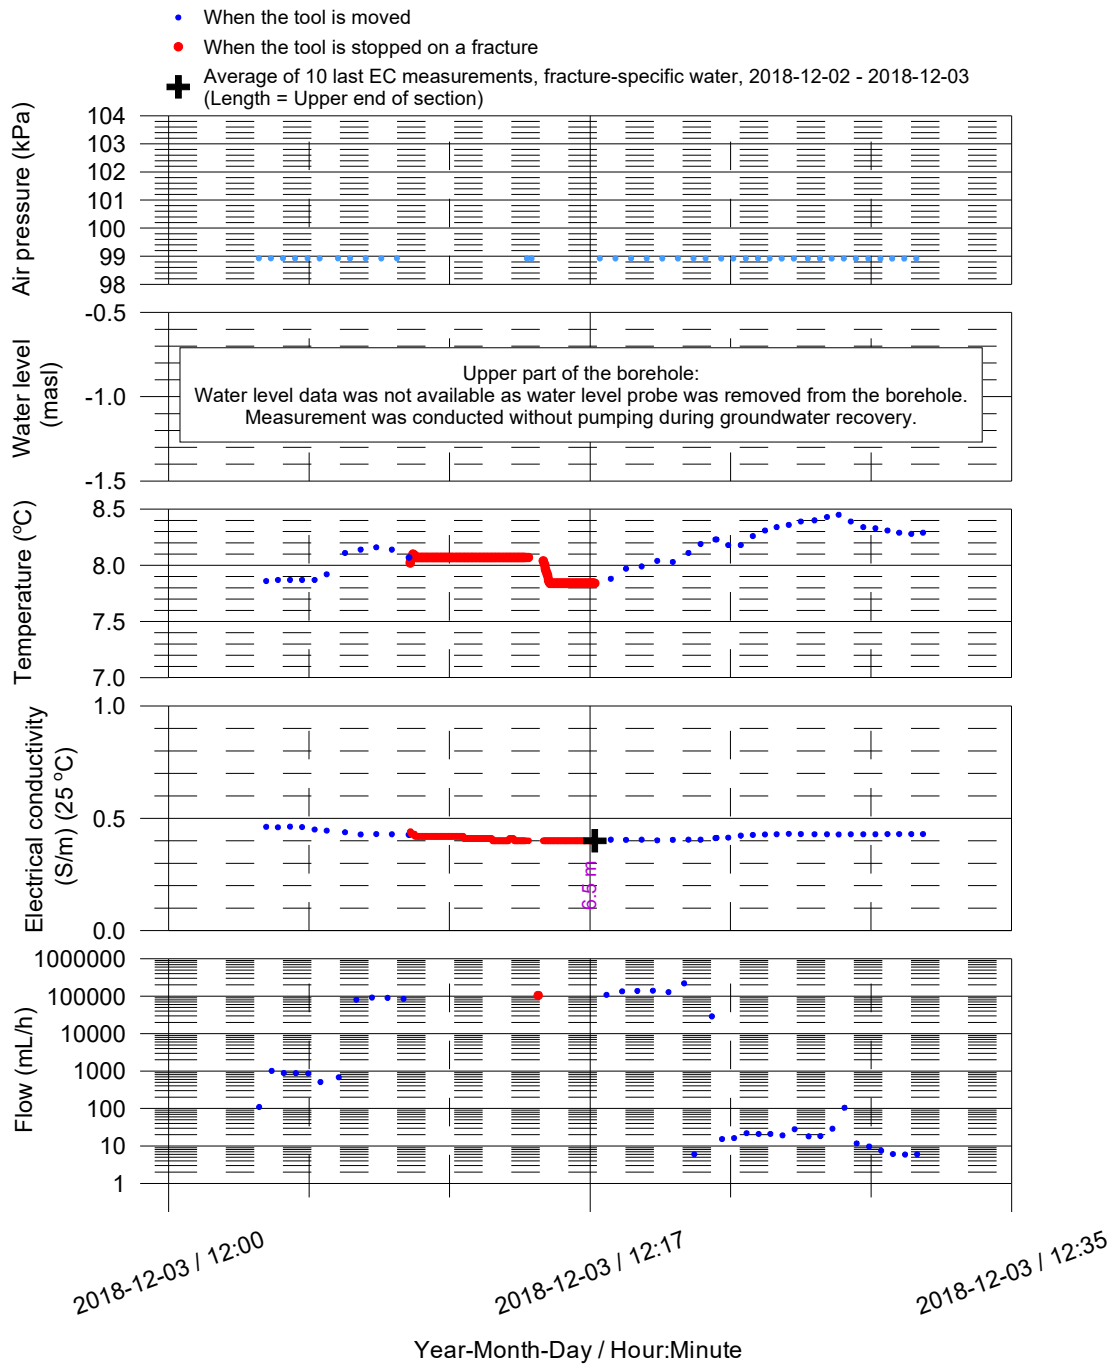 When the tool is moved
When the tool is stopped on a fracture
Average of 10 last EC measurements, fracture-specific water, 2018-12-02 - 2018-12-03
(Length = Upper end of section)
Air pressure (kPa)
104
103
102
101
100
99
98
Water level
(masl)
-0.5
-1.0
-1.5
Upper part of the borehole:
Water level data was not available as water level probe was removed from the borehole.
Measurement was conducted without pumping during groundwater recovery.
Temperature (°C)
8.5
8.0
7.5
7.0
Electrical conductivity
(S/m) (25 °C)
1.0
0.5
0.0
6.5 m
Flow (mL/h)
1000000
100000
10000
1000
100
10
1
2018-12-03 / 12:00
2018-12-03 / 12:17
2018-12-03 / 12:35
Year-Month-Day / Hour:Minute